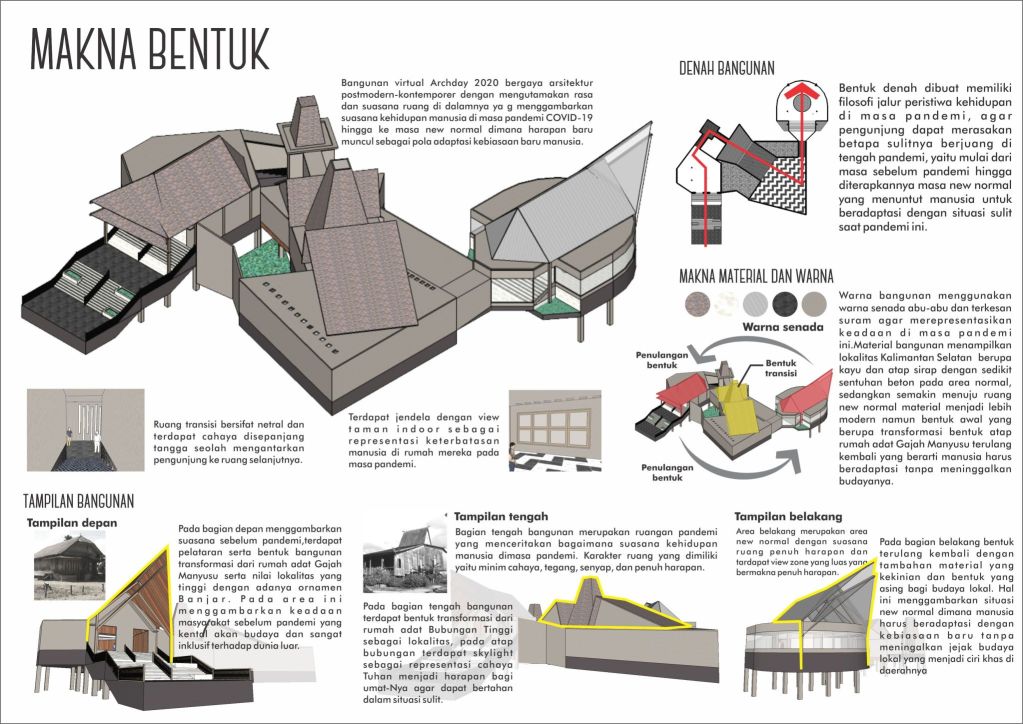 MAKNA BENTUK
Bangunan virtual Archday 2020 bergaya arsitektur
postmodern-kontemporer dengan mengutamakan rasa
dan suasana ruang di dalamnya ya g menggambarkan
suasana kehidupan manusia di masa pandemi COVID-19
hingga ke masa new normal dimana harapan baru
muncul sebagai pola adaptasi kebiasaan baru manusia.
DENAH BANGUNAN
Bentuk denah dibuat memiliki
filosofi jalur peristiwa kehidupan
di masa pandemi, agar
pengunjung dapat merasakan
betapa sulitnya berjuang di
tengah pandemi, yaitu mulai dari
masa sebelum pandemi hingga
diterapkannya masa new normal
yang menuntut manusia untuk
beradaptasi dengan situasi sulit
saat pandemi ini.
MAKNA MATERIAL DAN WARNA
Warna senada
Penulangan
bentuk
Bentuk
transisi
Penulangan
bentuk
Warna bangunan menggunakan
warna senada abu-abu dan terkesan
suram agar merepresentasikan
keadaan di masa pandemi
ini.Material bangunan menampilkan
lokalitas Kalimantan Selatan berupa
kayu dan atap sirap dengan sedikit
sentuhan beton pada area normal,
sedangkan semakin menuju ruang
new normal material menjadi lebih
modern namun bentuk awal yang
berupa transformasi bentuk atap
rumah adat Gajah Manyusu terulang
kembali yang berarti manusia harus
beradaptasi tanpa meninggalkan
budayanya.
Ruang transisi bersifat netral dan
terdapat cahaya disepanjang
tangga seolah mengantarkan
pengunjung ke ruang selanjutnya.
Terdapat jendela dengan view
taman indoor sebagai
representasi keterbatasan
manusia di rumah mereka pada
masa pandemi.
TAMPILAN BANGUNAN
Tampilan depan
Pada bagian depan menggambarkan
suasana sebelum pandemi,terdapat
pelataran serta bentuk bangunan
transformasi dari rumah adat Gajah
Manyusu serta nilai lokalitas yang
tinggi dengan adanya ornamen
Banjar. Pada area ini
menggambarkan keadaan
masyarakat sebelum pandemi yang
kental akan budaya dan sangat
inklusif terhadap dunia luar.
Tampilan tengah
Bagian tengah bangunan merupakan ruangan pandemi
yang menceritakan bagaimana suasana kehidupan
manusia dimasa pandemi. Karakter ruang yang dimiliki
yaitu minim cahaya, tegang, senyap, dan penuh harapan.
Pada bagian tengah bangunan
terdapat bentuk transformasi dari
rumah adat Bubungan Tinggi
sebagai lokalitas, pada atap
bubungan terdapat skylight
sebagai representasi cahaya
Tuhan menjadi harapan bagi
umat-Nya agar dapat bertahan
dalam situasi sulit.
Tampilan belakang
Area belakang merupakan area
new normal dengan suasana
ruang penuh harapan dan
tardapat view zone yang luas yang
bermakna penuh harapan.
Pada bagian belakang bentuk
terulang kembali dengan
tambahan material yang
kekinian dan bentuk yang
asing bagi budaya lokal. Hal
ini menggambarkan situasi
new normal dimana manusia
harus beradaptasi dengan
kebiasaan baru tanpa
meningalkan jejak budaya
lokal yang menjadi ciri khas di
daerahnya